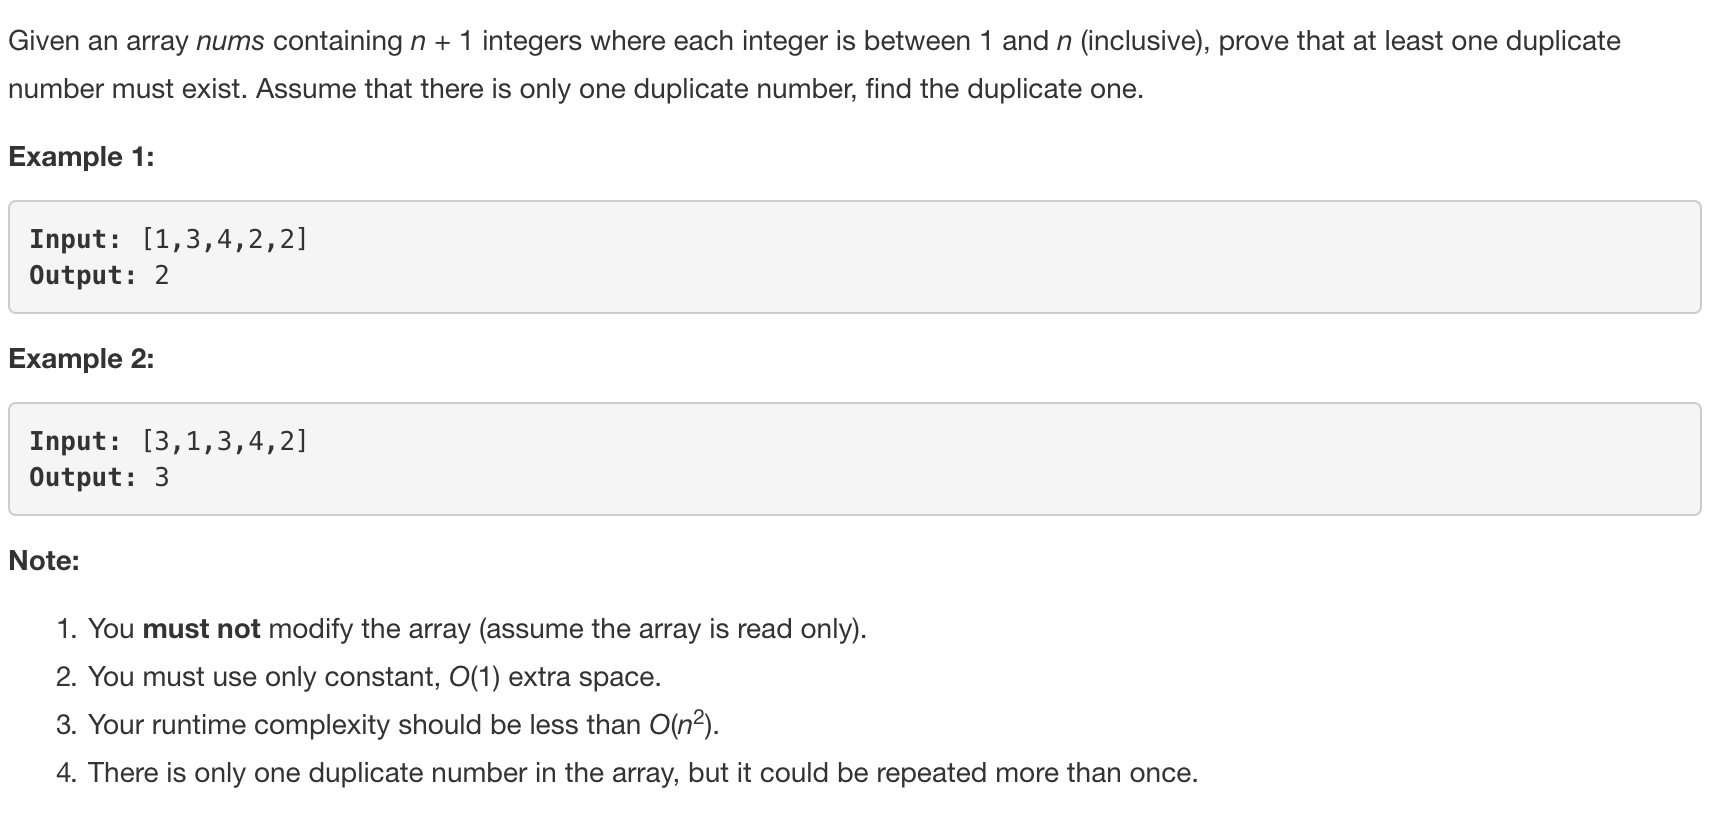 Given an array nums containing n + 1 integers where each integer is between 1 and n (inclusive), prove that at least one duplicate
number must exist. Assume that there is only one duplicate number, find the duplicate one.
Example 1:
Input: [1,3,4,2,2]
Output: 2
Example 2:
Input: [3,1,3,4,2]
Output: 3
Note:
1. You must not modify the array (assume the array is read only).
2. You must use only constant, O(1) extra space.
3. Your runtime complexity should be less than O(n²).
4. There is only one duplicate number in the array, but it could be repeated more than once.